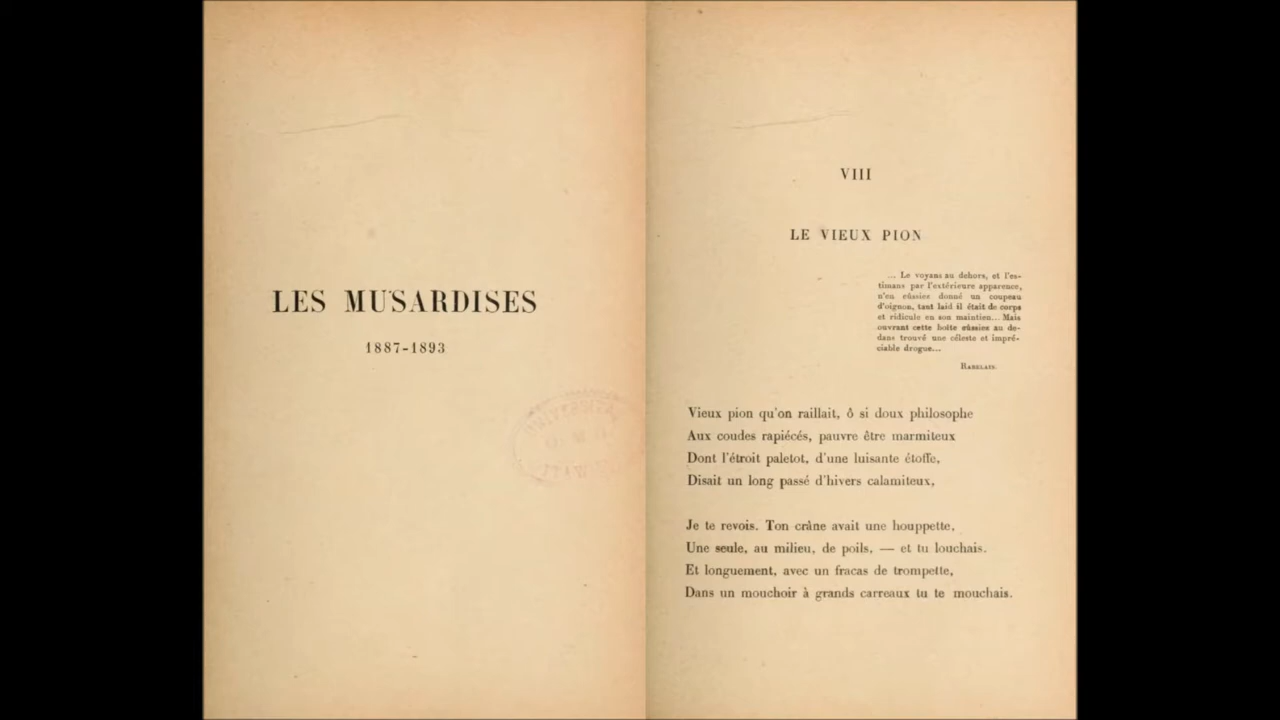 LES MUSARDISES
1887-1893
VIII
LE VIEUX PION
... Le voyans au dehors, et l'es-
timans par l'extérieure apparence,
n'en eûssiez donné un coupeau
d'oignon, tant laid il était de corps
et ridicule en son maintien... Mais
ouvrant cette boîte eûssiez au de-
dans trouvé une céleste et impré-
ciable drogue...
RABELAIS.
Vieux pion qu'on raillait, ô si doux philosophe
Aux coudes rapiécés, pauvre être marmiteux
Dont l'étroit paletot, d'une luisante étoffe,
Disait un long passé d'hivers calamiteux,
Je te revois. Ton crâne avait une houppette,
Une seule, au milieu, de poils, — et tu louchais.
Et longuement, avec un fracas de trompette,
Dans un mouchoir à grands carreaux tu te mouchais.